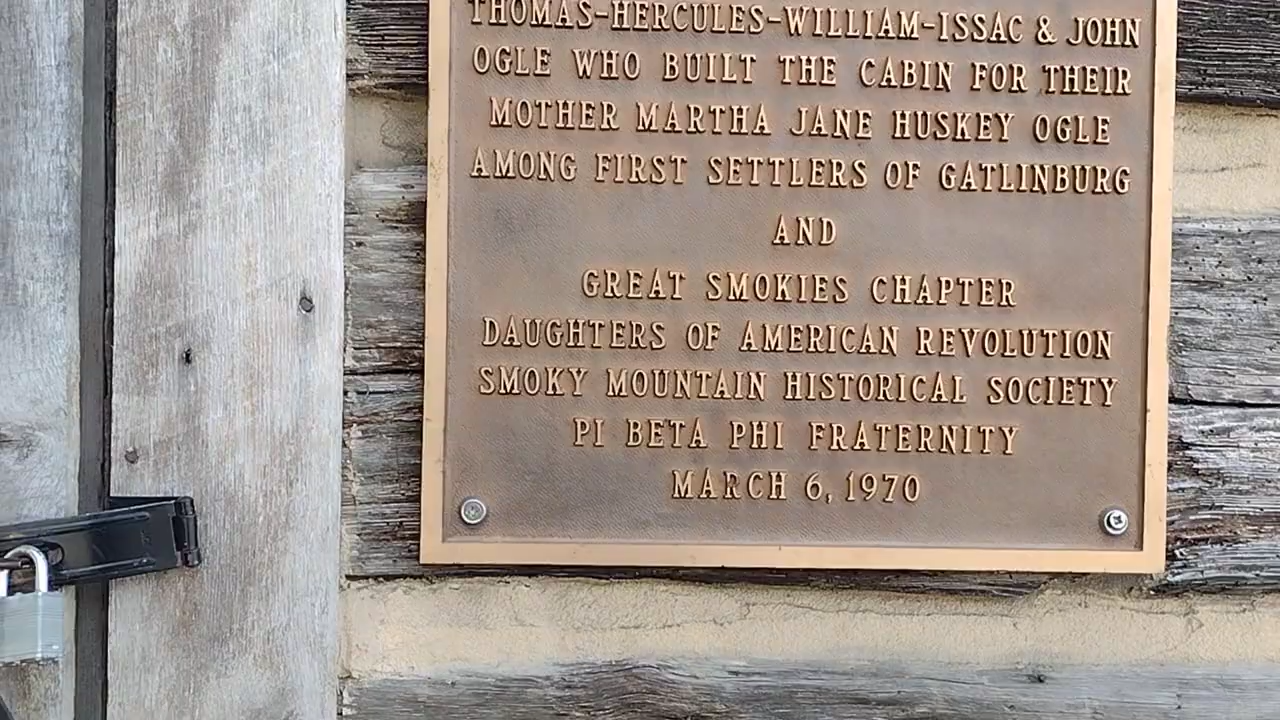 THOMAS-HERCULES-WILLIAM-ISSAC & JOHN
OGLE WHO BUILT THE CABIN FOR THEIR
MOTHER MARTHA JANE HUSKEY OGLE
AMONG FIRST SETTLERS OF GATLINBURG
AND
GREAT SMOKIES CHAPTER
DAUGHTERS OF AMERICAN REVOLUTION
SMOKY MOUNTAIN HISTORICAL SOCIETY
PI BETA PHI FRATERNITY
MARCH 6, 1970